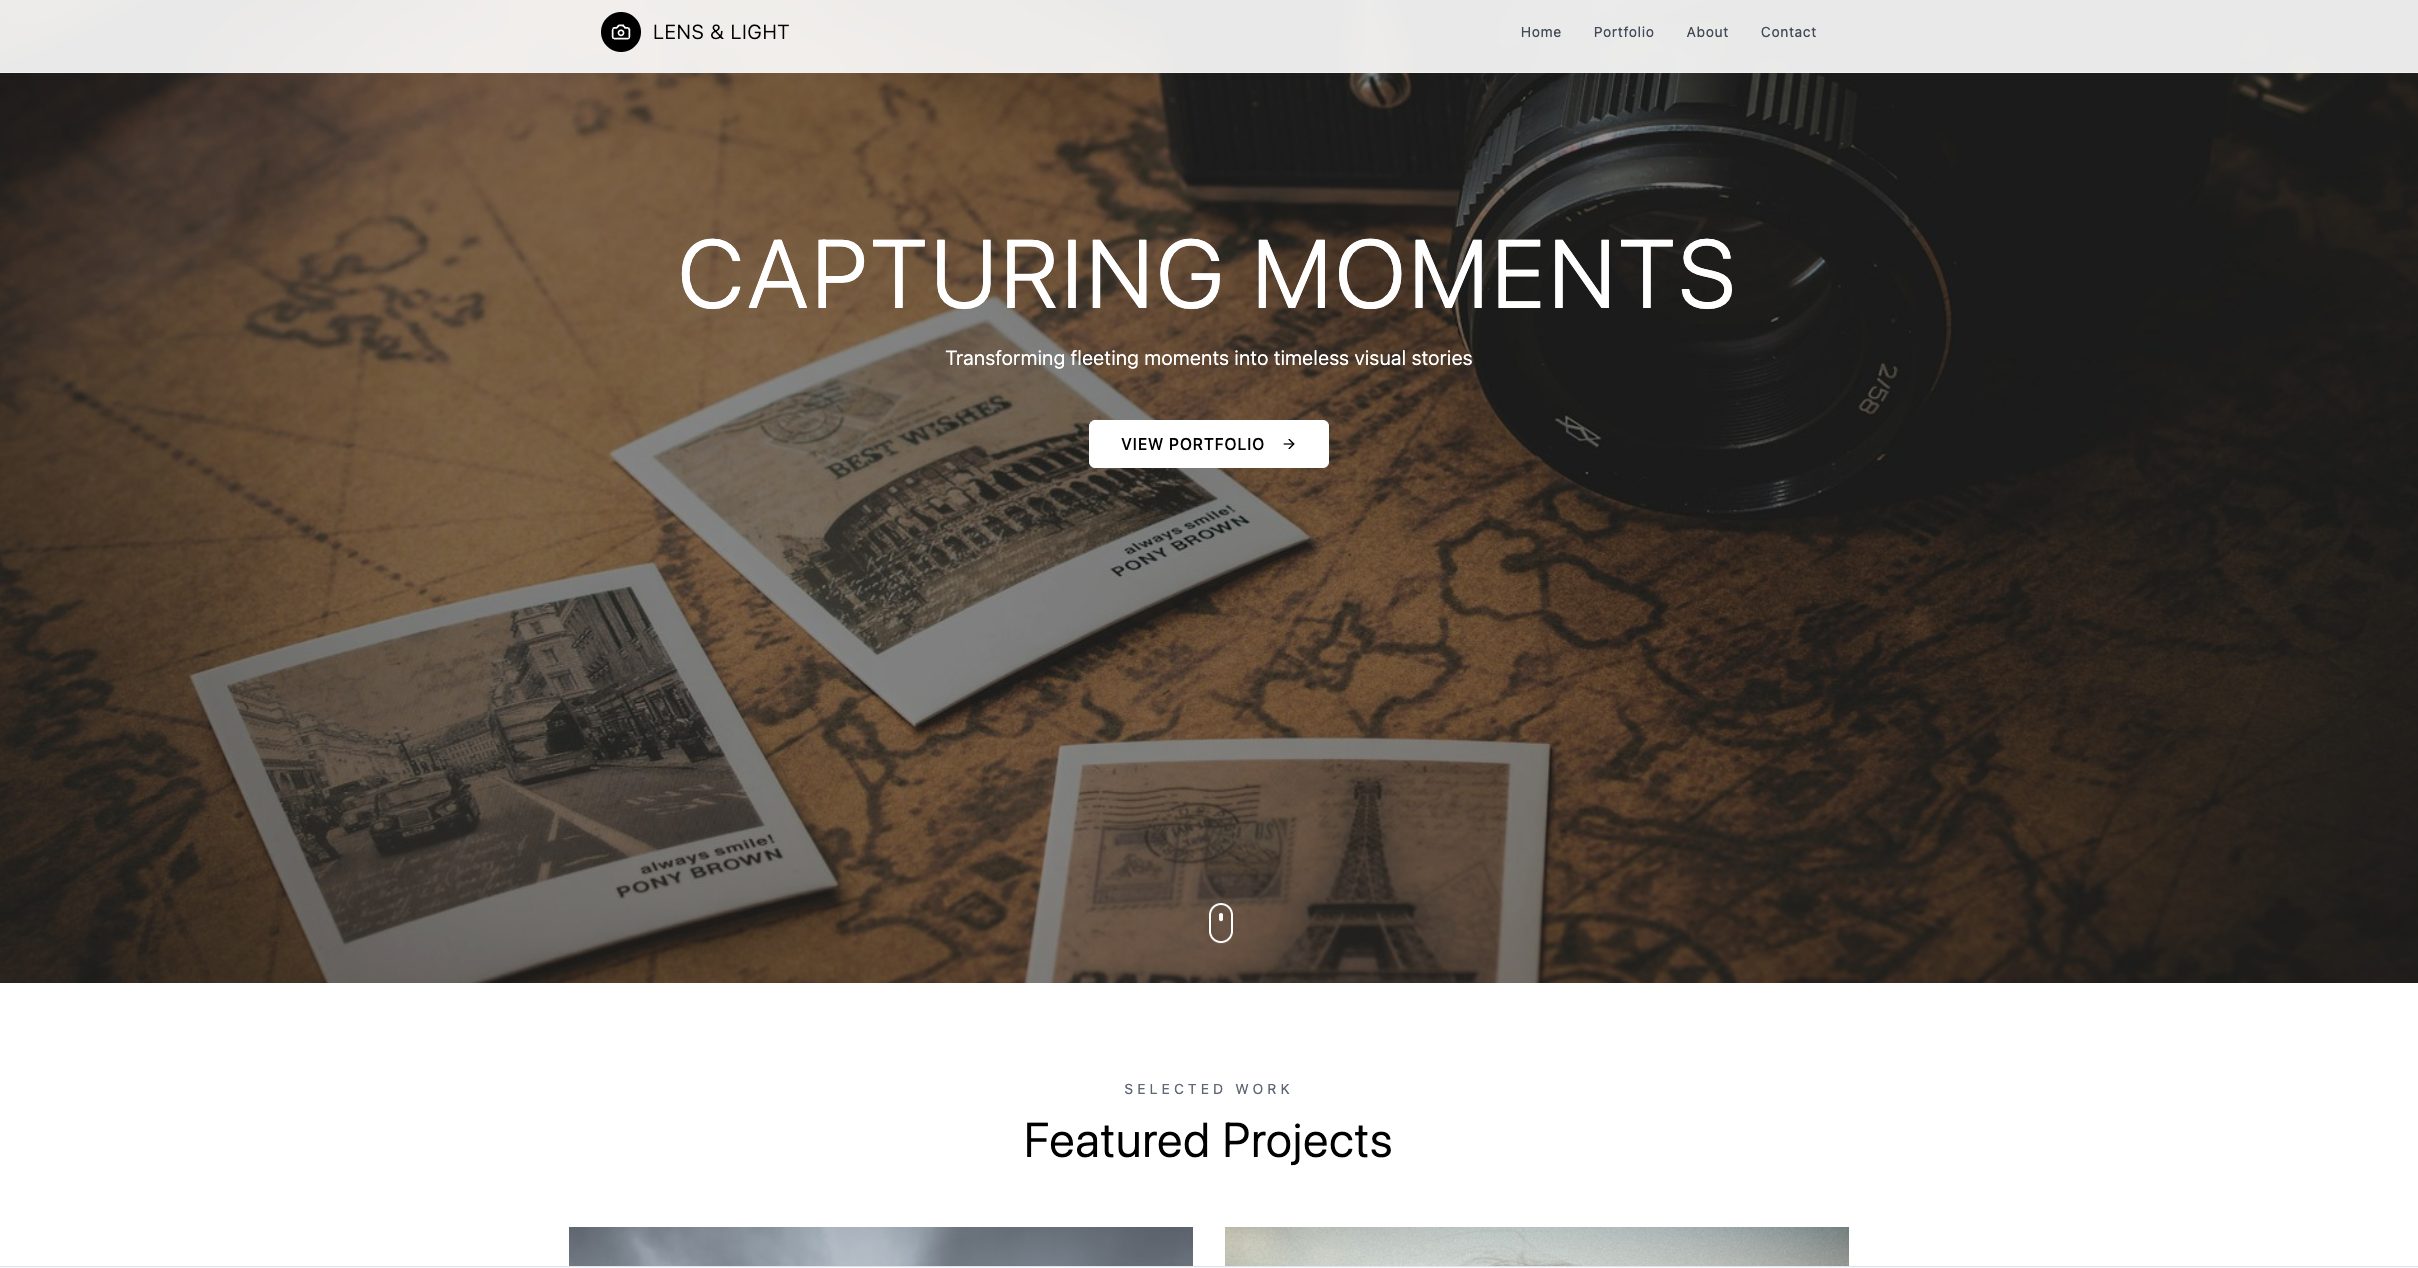 LENS & LIGHT
Home
Portfolio
About
Contact
CAPTURING MOMENTS
Transforming fleeting moments into timeless visual stories
BEST WISHES
VIEW PORTFOLIO
2/58
always smile!
PONY BROWN
always smile!
PONY BROWN
SELECTED WORK
Featured Projects